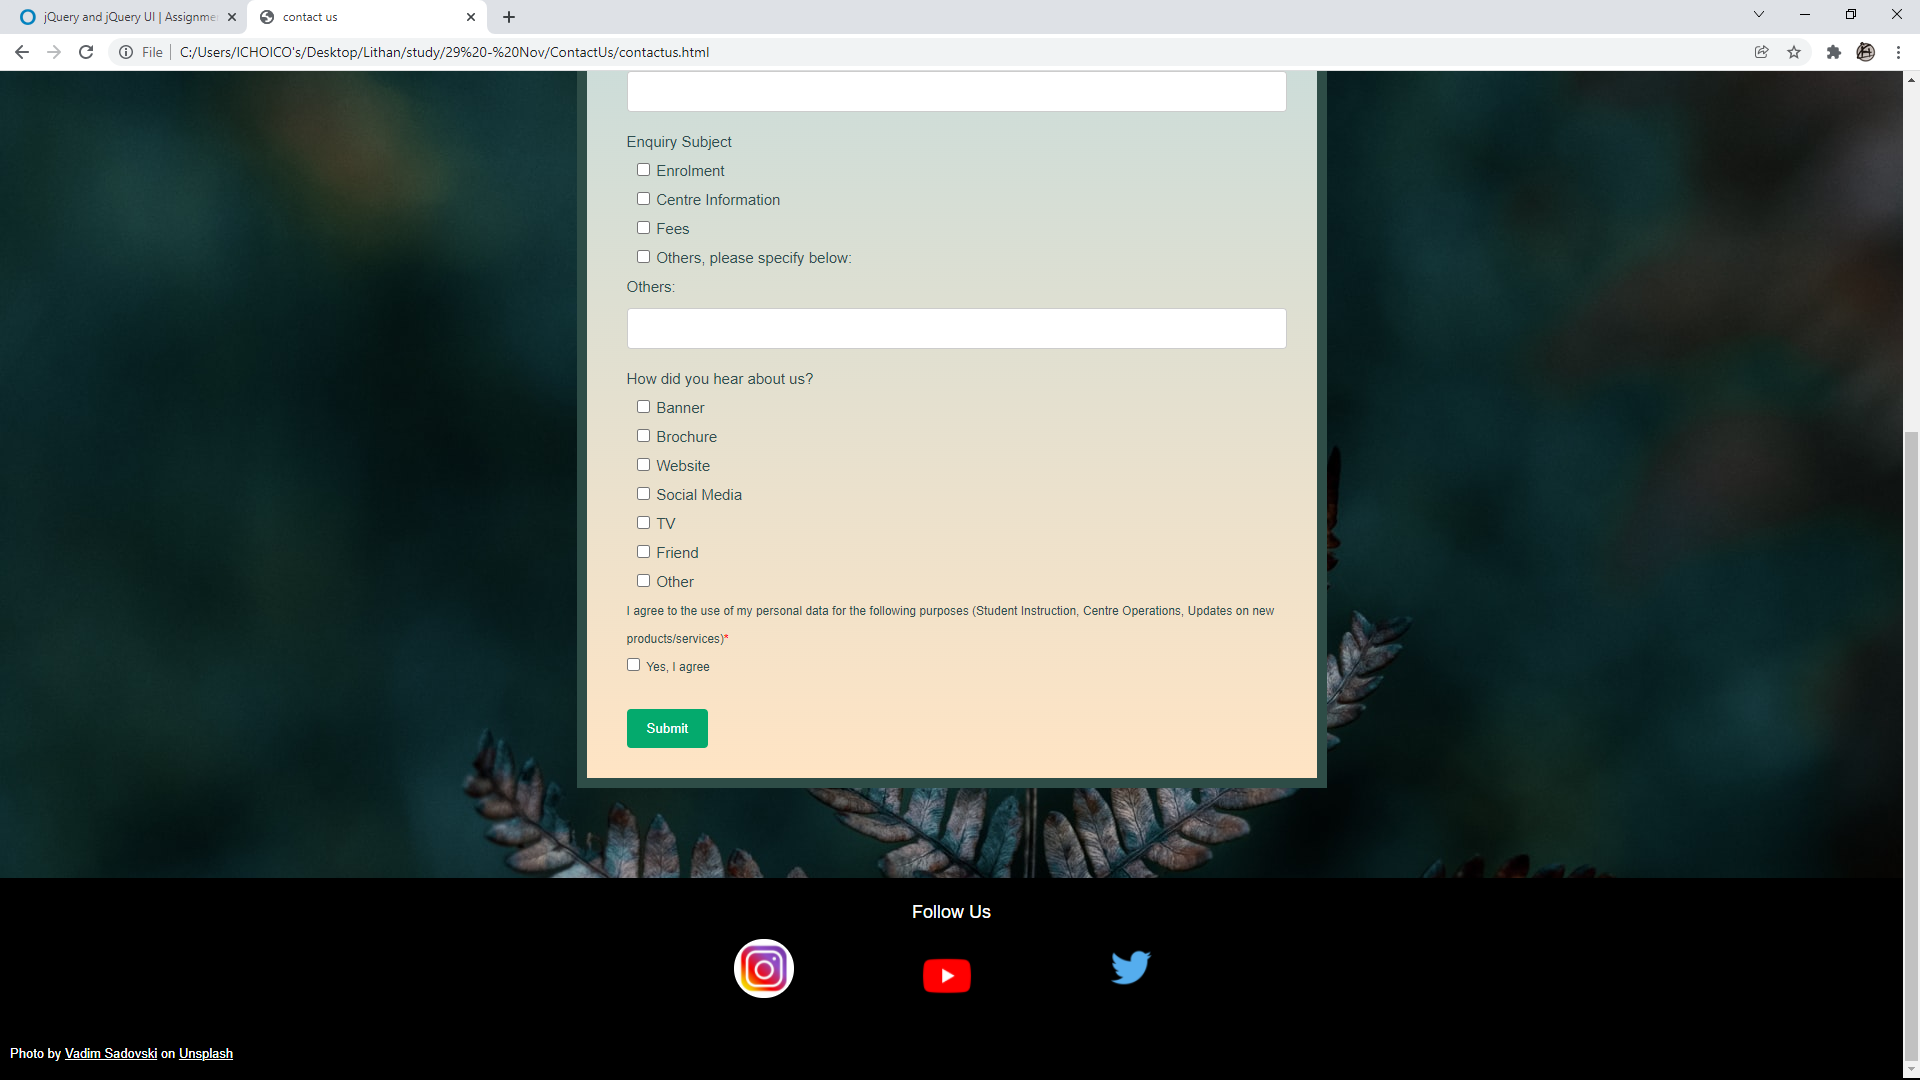 jQuery and jQuery UI | Assignme
contact us
File
C:/Users/ICHOICO's/Desktop/Lithan/study/29%20-%20Nov/ContactUs/contactus.html
Enquiry Subject
Enrolment
Centre Information
Fees
Others, please specify below:
Others:
How did you hear about us?
Banner
Brochure
Website
Social Media
TV
Friend
Other
I agree to the use of my personal data for the following purposes (Student Instruction, Centre Operations, Updates on new
products/services)*
Yes, I agree
Submit
Follow Us
Photo by Vadim Sadovski on Unsplash